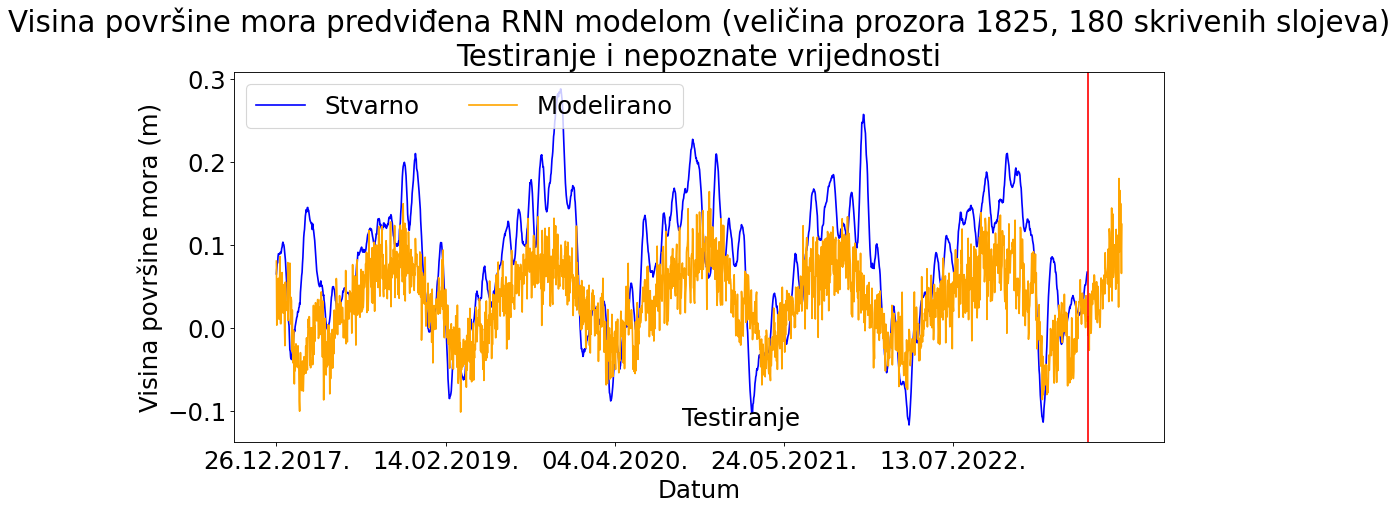 Visina površine mora predviđena RNN modelom (veličina prozora 1825, 180 skrivenih slojeva)
Testiranje i nepoznate vrijednosti
Stvarno
Modelirano
Visina površine mora (m)
0.3
0.2
0.1
0.0
−0.1
Testiranje
26.12.2017.
14.02.2019.
04.04.2020.
24.05.2021.
13.07.2022.
Datum